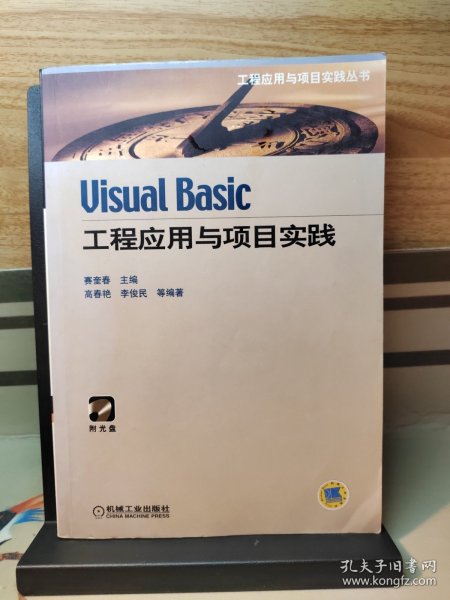 工程应用与项目实践丛书
Visual Basic
工程应用与项目实践
赛奎春 主编
高春艳 李俊民 等编著
附光盘
机械工业出版社
CHINA MACHINE PRESS
孔夫子旧书网
www.kongfz.com